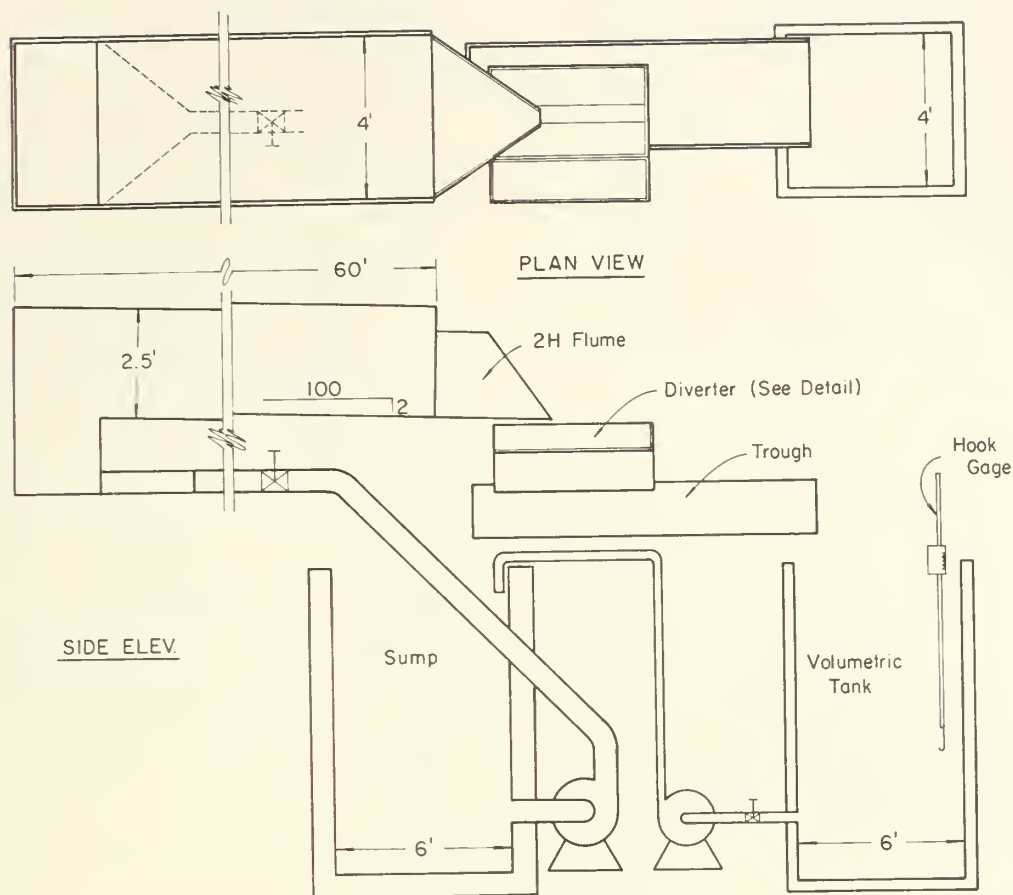 4'
4'
PLAN VIEW
60'
2.5'
2H Flume
100
2
Diverter (See Detail)
Trough
Hook
Gage
SIDE ELEV.
Sump
Volumetric
Tank
6'
6'